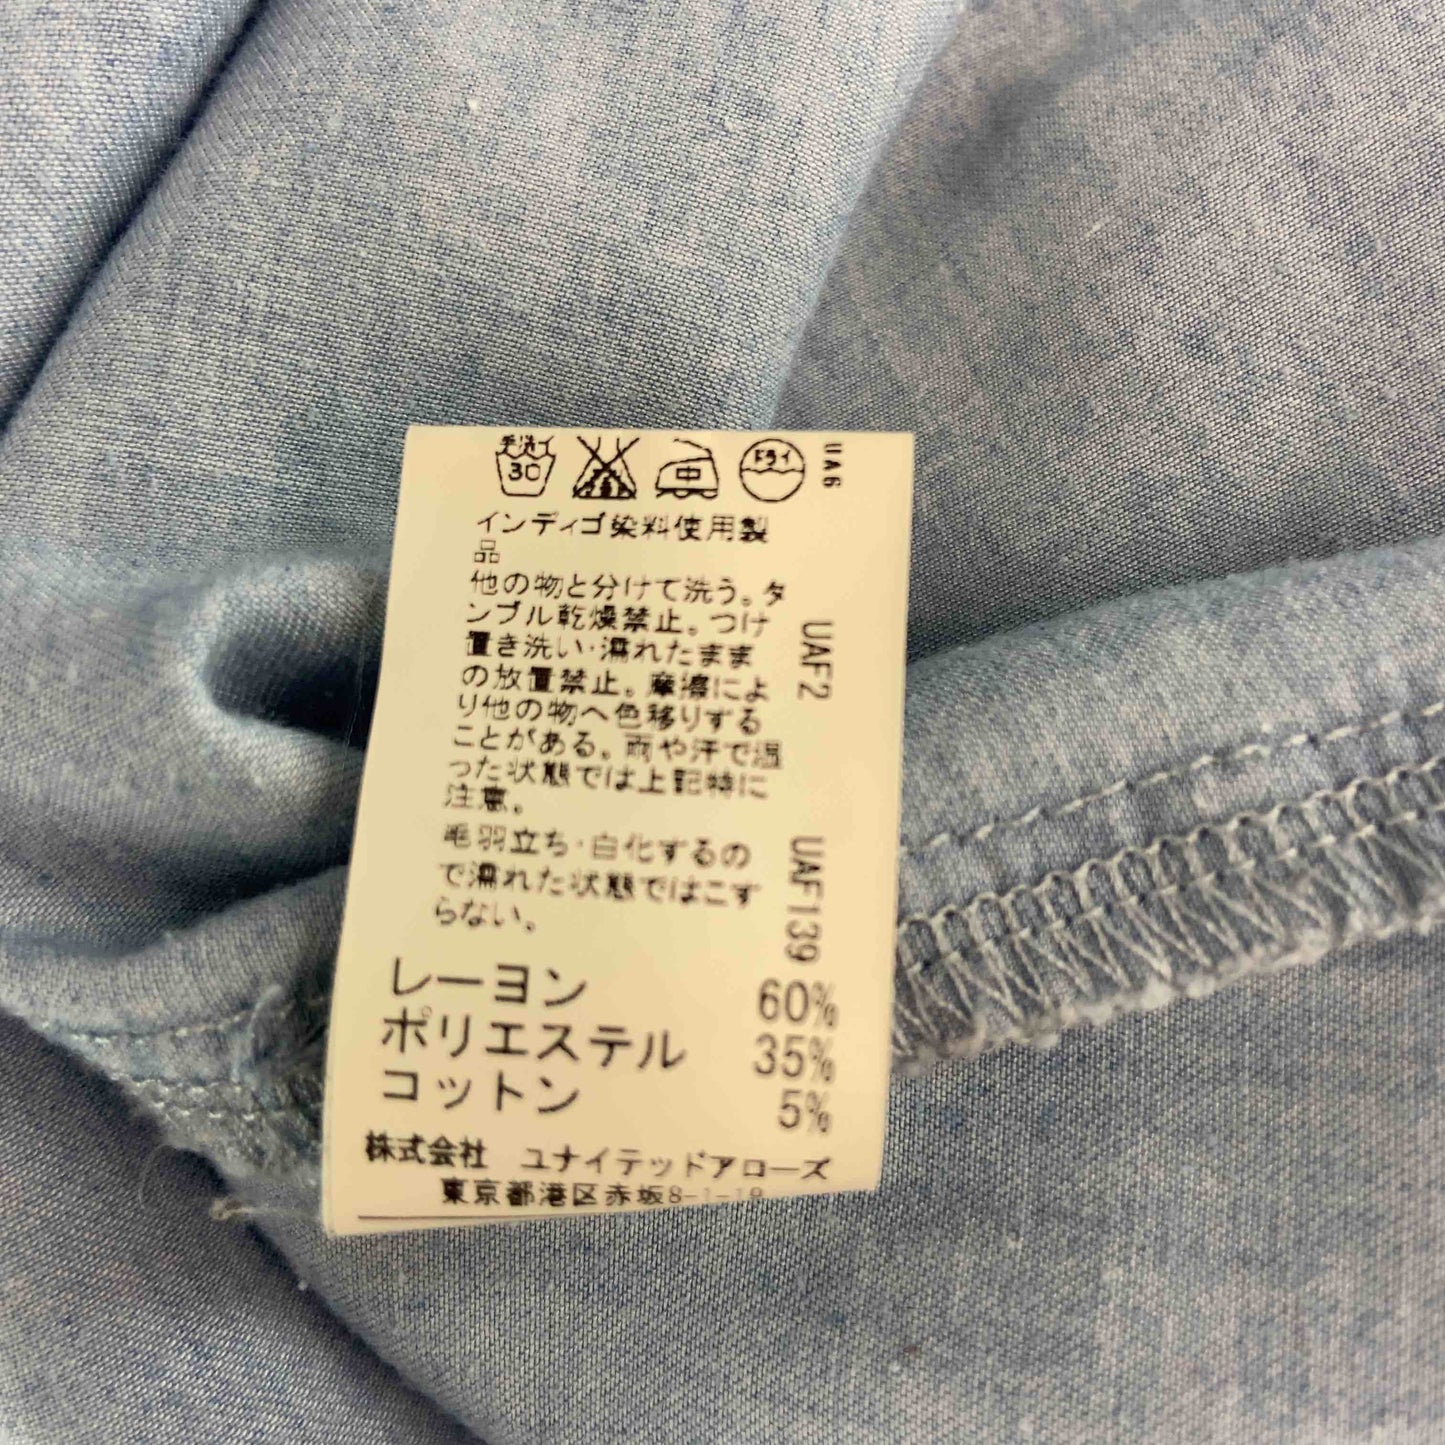 手洗イ 30 中 ドライ UA6
インディゴ染料使用製
品
他の物と分けて洗う。タ
ンブル乾燥禁止。つけ
置き洗い・濡れたまま
の放置禁止。摩擦によ
り他の物へ色移りする
ことがある。雨や汗で湿
った状態では上記特に
注意。
毛羽立ち・白化するの
で濡れた状態ではこす
らない。
UAF2
UAF139
レーヨン 60%
ポリエステル 35%
コットン 5%
株式会社 ユナイテッドアローズ
東京都港区赤坂8-1-19